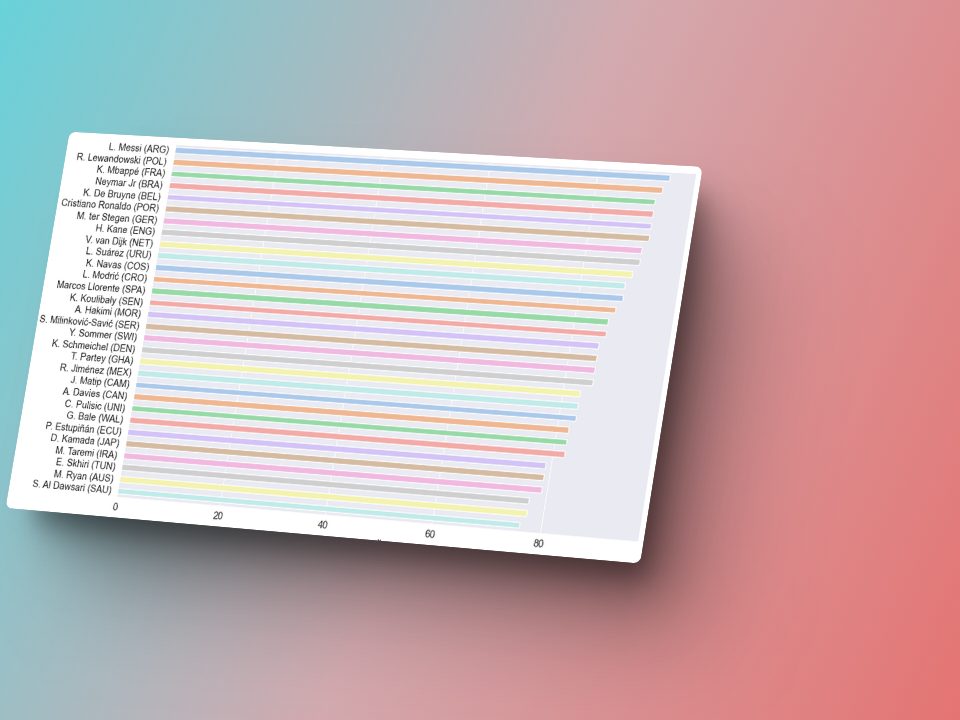 L. Messi (ARG)
R. Lewandowski (POL)
K. Mbappé (FRA)
Neymar Jr (BRA)
K. De Bruyne (BEL)
Cristiano Ronaldo (POR)
M. ter Stegen (GER)
H. Kane (ENG)
V. van Dijk (NET)
L. Suárez (URU)
K. Navas (COS)
L. Modrić (CRO)
Marcos Llorente (SPA)
K. Koulibaly (SEN)
A. Hakimi (MOR)
S. Milinković-Savić (SER)
Y. Sommer (SWI)
K. Schmeichel (DEN)
T. Partey (GHA)
R. Jiménez (MEX)
J. Matip (CAM)
A. Davies (CAN)
C. Pulisic (UNI)
G. Bale (WAL)
P. Estupiñán (ECU)
D. Kamada (JAP)
M. Taremi (IRA)
E. Skhiri (TUN)
M. Ryan (AUS)
S. Al Dawsari (SAU)
0 20 40 60 80